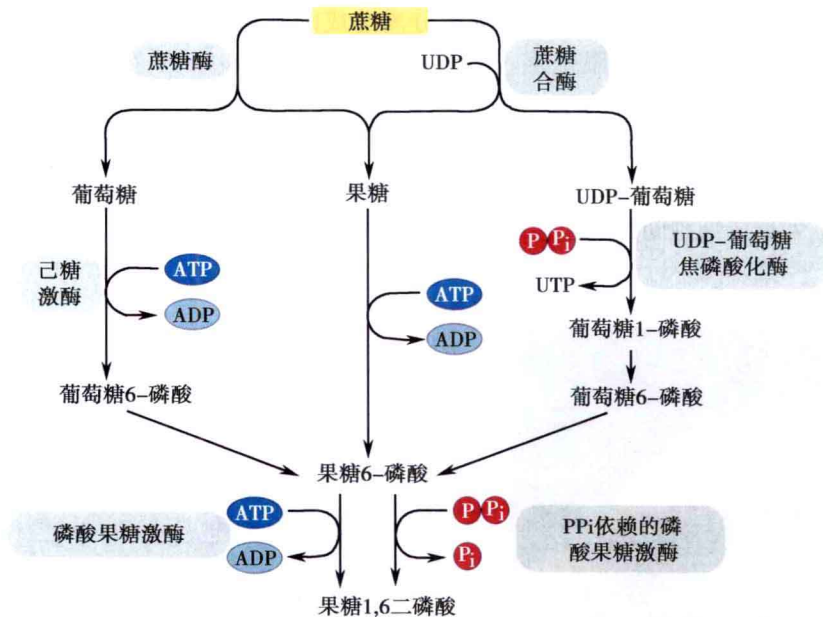 蔗糖
蔗糖酶
UDP
蔗糖
合酶
葡萄糖
果糖
UDP-葡萄糖
己糖
激酶
ATP
ADP
ATP
ADP
P Pi
UTP
UDP-葡萄糖
焦磷酸化酶
葡萄糖1-磷酸
葡萄糖6-磷酸
葡萄糖6-磷酸
果糖6-磷酸
磷酸果糖激酶
ATP
ADP
P Pi
Pi
PPi依赖的磷
酸果糖激酶
果糖1,6二磷酸